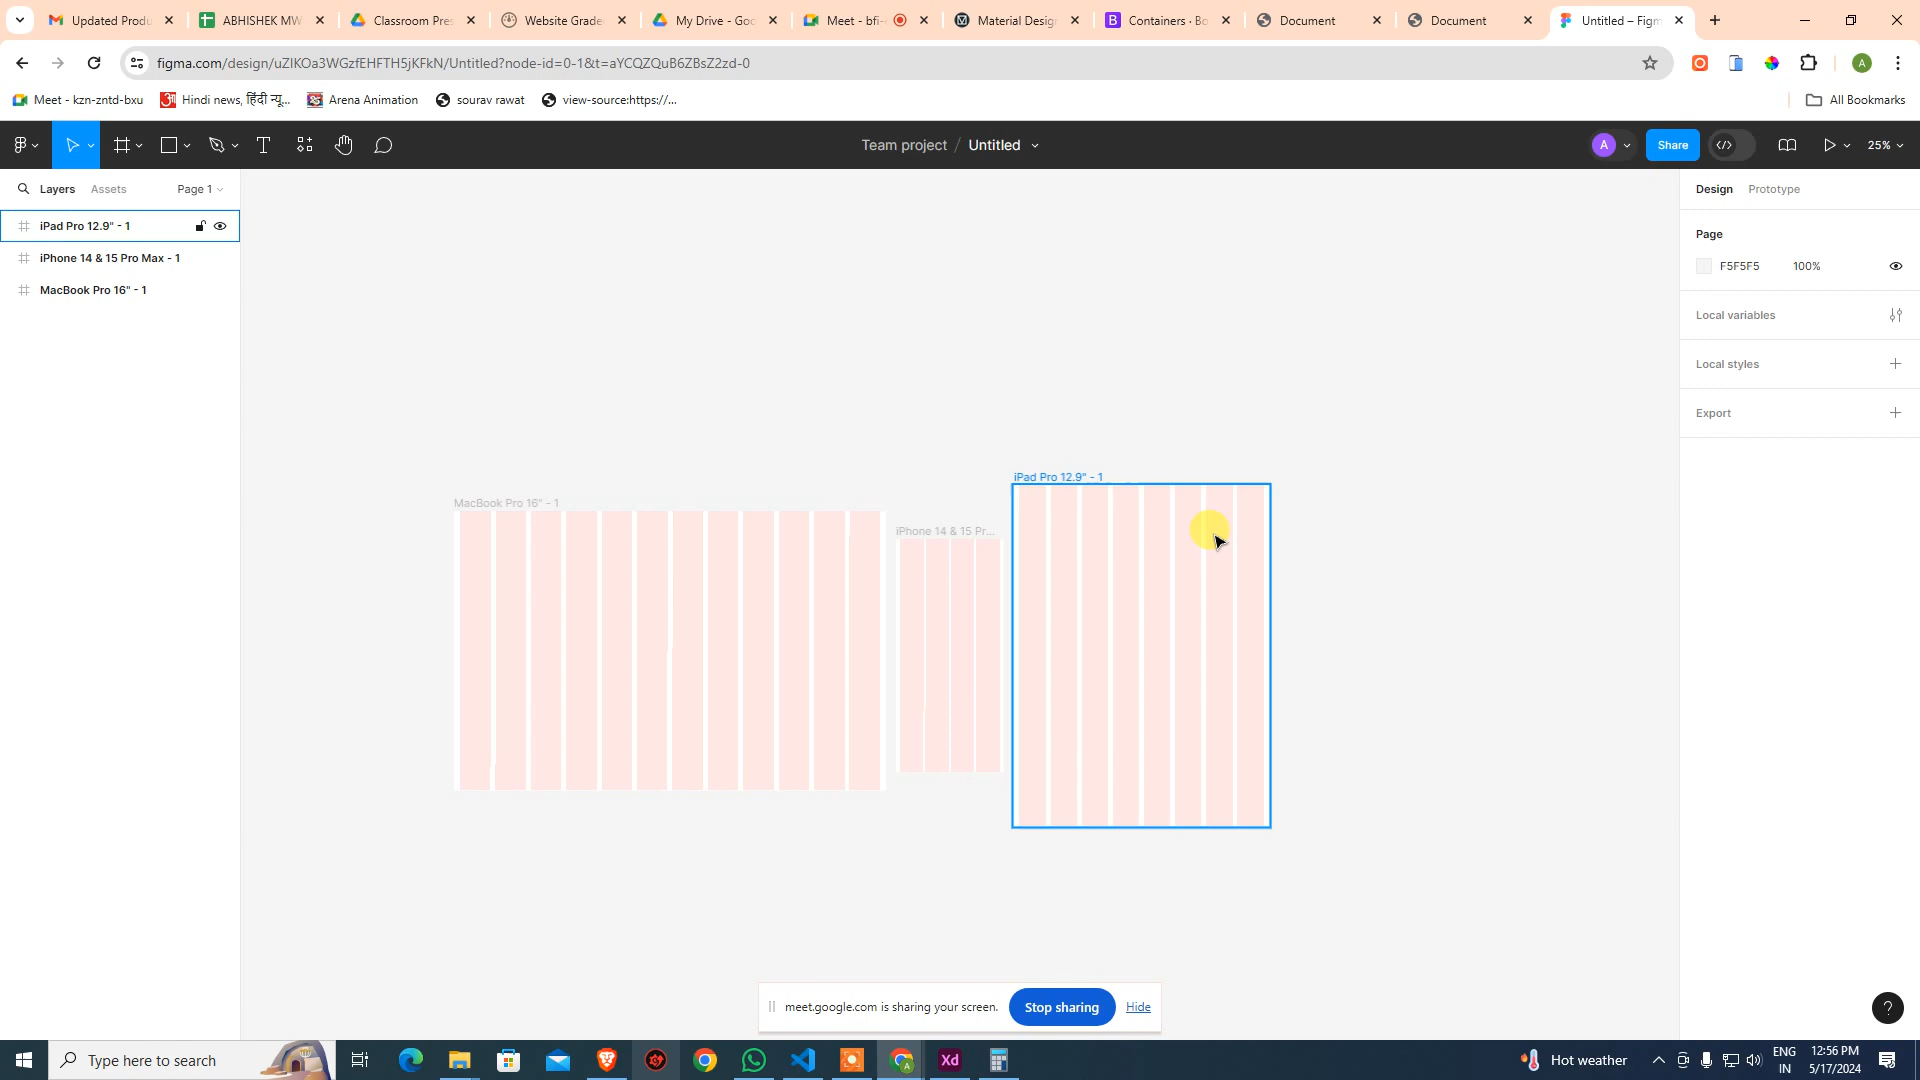 Updated Produ
ABHISHEK MW
Classroom Pre
Website Grade
My Drive - Goo
Meet - bfi-
Material Desig
Containers · Bo
Document
Document
Untitled – Figm
figma.com/design/uZIKOa3WGzfEHFTH5jKFkN/Untitled?node-id=0-1&t=aYCQZQuB6ZBsZ2zd-0
A
Meet - kzn-zntd-bxu
Hindi news, हिंदी न्यू...
Arena Animation
sourav rawat
view-source:https://...
All Bookmarks
Team project / Untitled
A
Share
25%
Layers
Assets
Page 1
Design
Prototype
iPad Pro 12.9" - 1
iPhone 14 & 15 Pro Max - 1
MacBook Pro 16" - 1
Page
F5F5F5
100%
Local variables
Local styles
Export
iPad Pro 12.9" - 1
MacBook Pro 16" - 1
iPhone 14 & 15 Pr...
meet.google.com is sharing your screen.
Stop sharing
Hide
?
Type here to search
A
Xd
Hot weather
ENG
IN
12:56 PM
5/17/2024